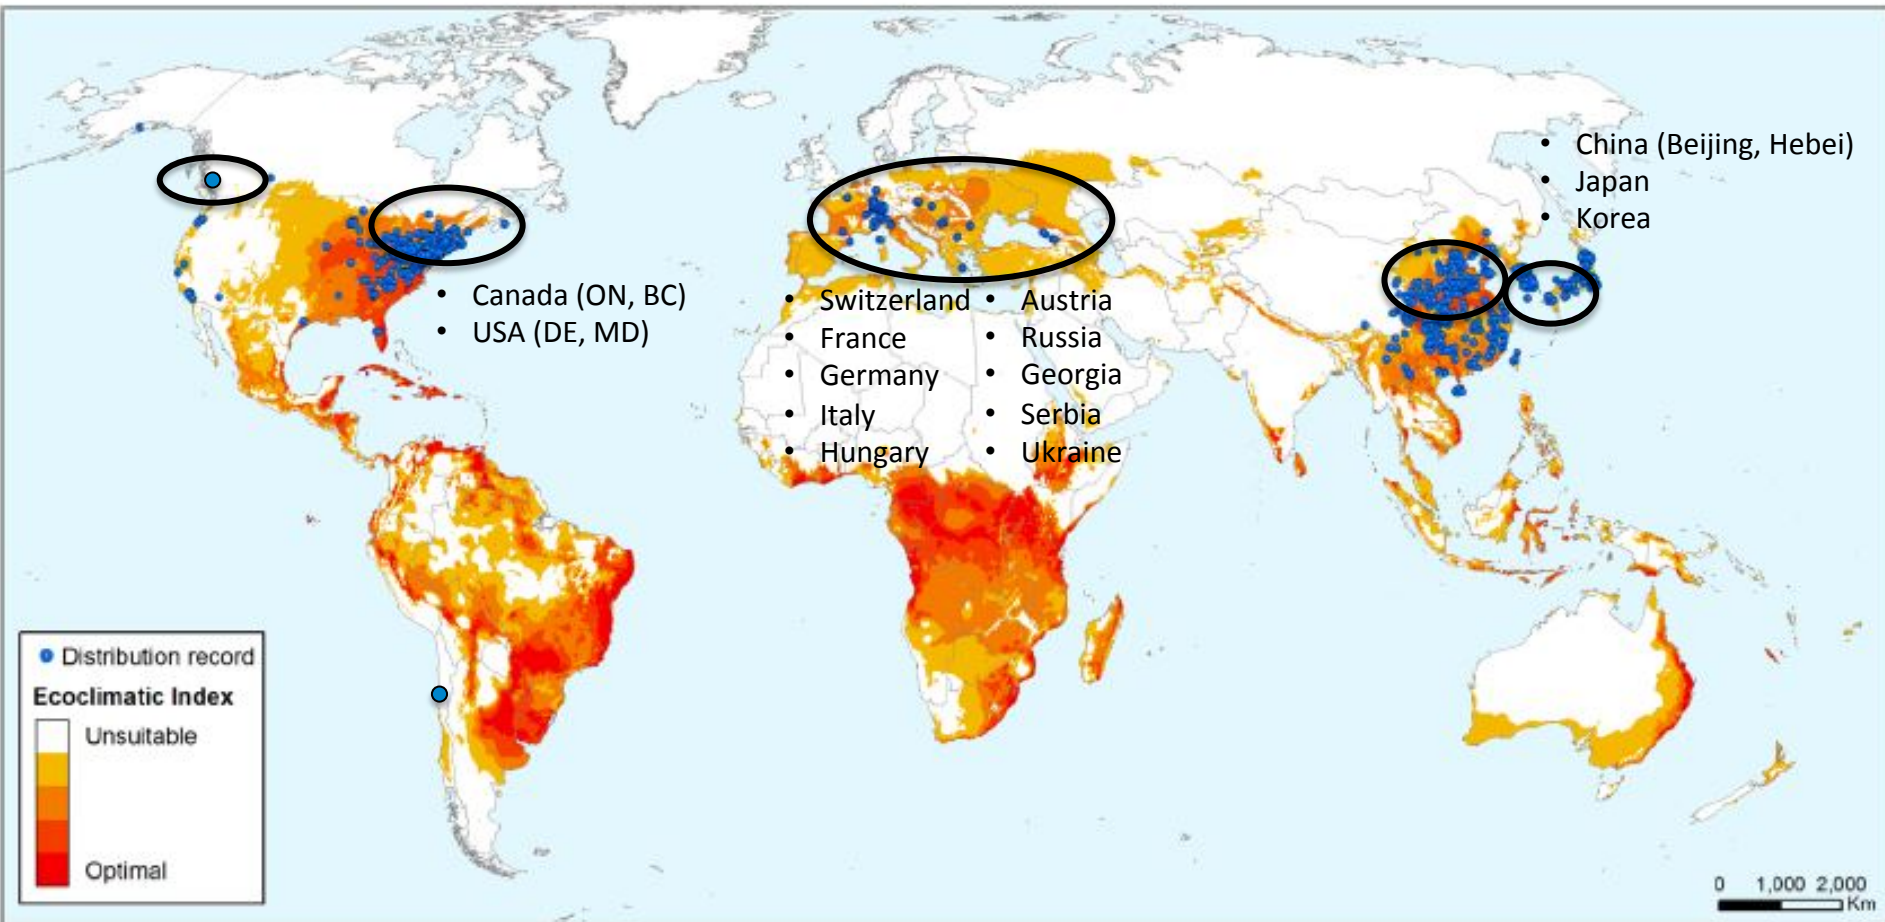 • China (Beijing, Hebei)
• Japan
• Korea
• Canada (ON, BC)
• USA (DE, MD)
• Switzerland
• France
• Germany
• Italy
• Hungary
• Austria
• Russia
• Georgia
• Serbia
• Ukraine
Distribution record
Ecoclimatic Index
Unsuitable
Optimal
0 1,000 2,000
Km